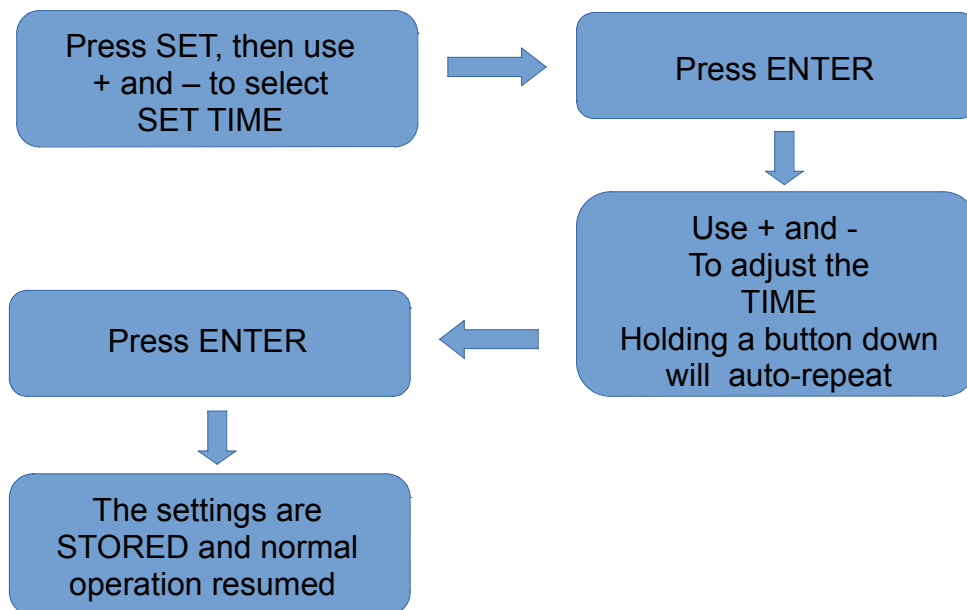 Press SET, then use
+ and – to select
SET TIME
Press ENTER
Use + and -
To adjust the
TIME
Holding a button down
will auto-repeat
Press ENTER
The settings are
STORED and normal
operation resumed